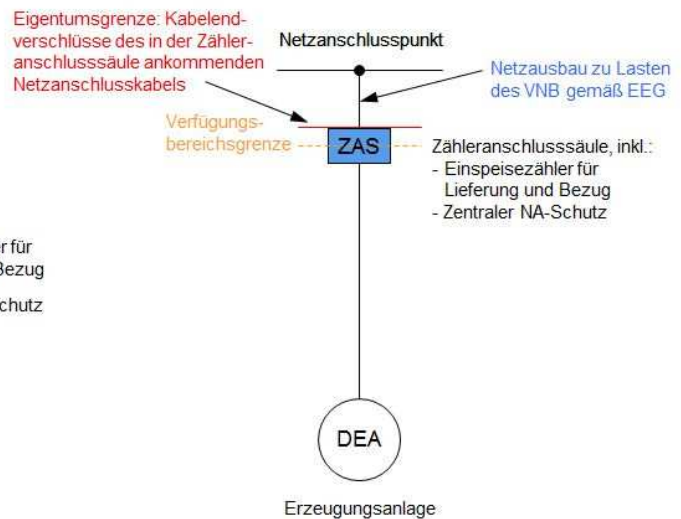 Eigentumsgrenze: Kabelend-
verschlüsse des in der Zähler-
anschlusssäule ankommenden
Netzanschlusskabels
Netzanschlusspunkt
Netzausbau zu Lasten
des VNB gemäß EEG
Verfügungs-
bereichsgrenze
ZAS
Zähleranschlusssäule, inkl.:
- Einspeisezähler für
Lieferung und Bezug
- Zentraler NA-Schutz
für
Bezug
DEA
Erzeugungsanlage